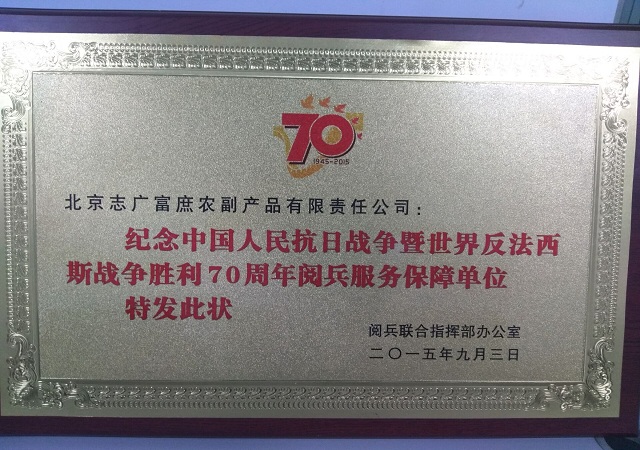 70
1945-2015
北京志广富庶农副产品有限责任公司：
纪念中国人民抗日战争暨世界反法西
斯战争胜利70周年阅兵服务保障单位
特发此状
阅兵联合指挥部办公室
二〇一五年九月三日